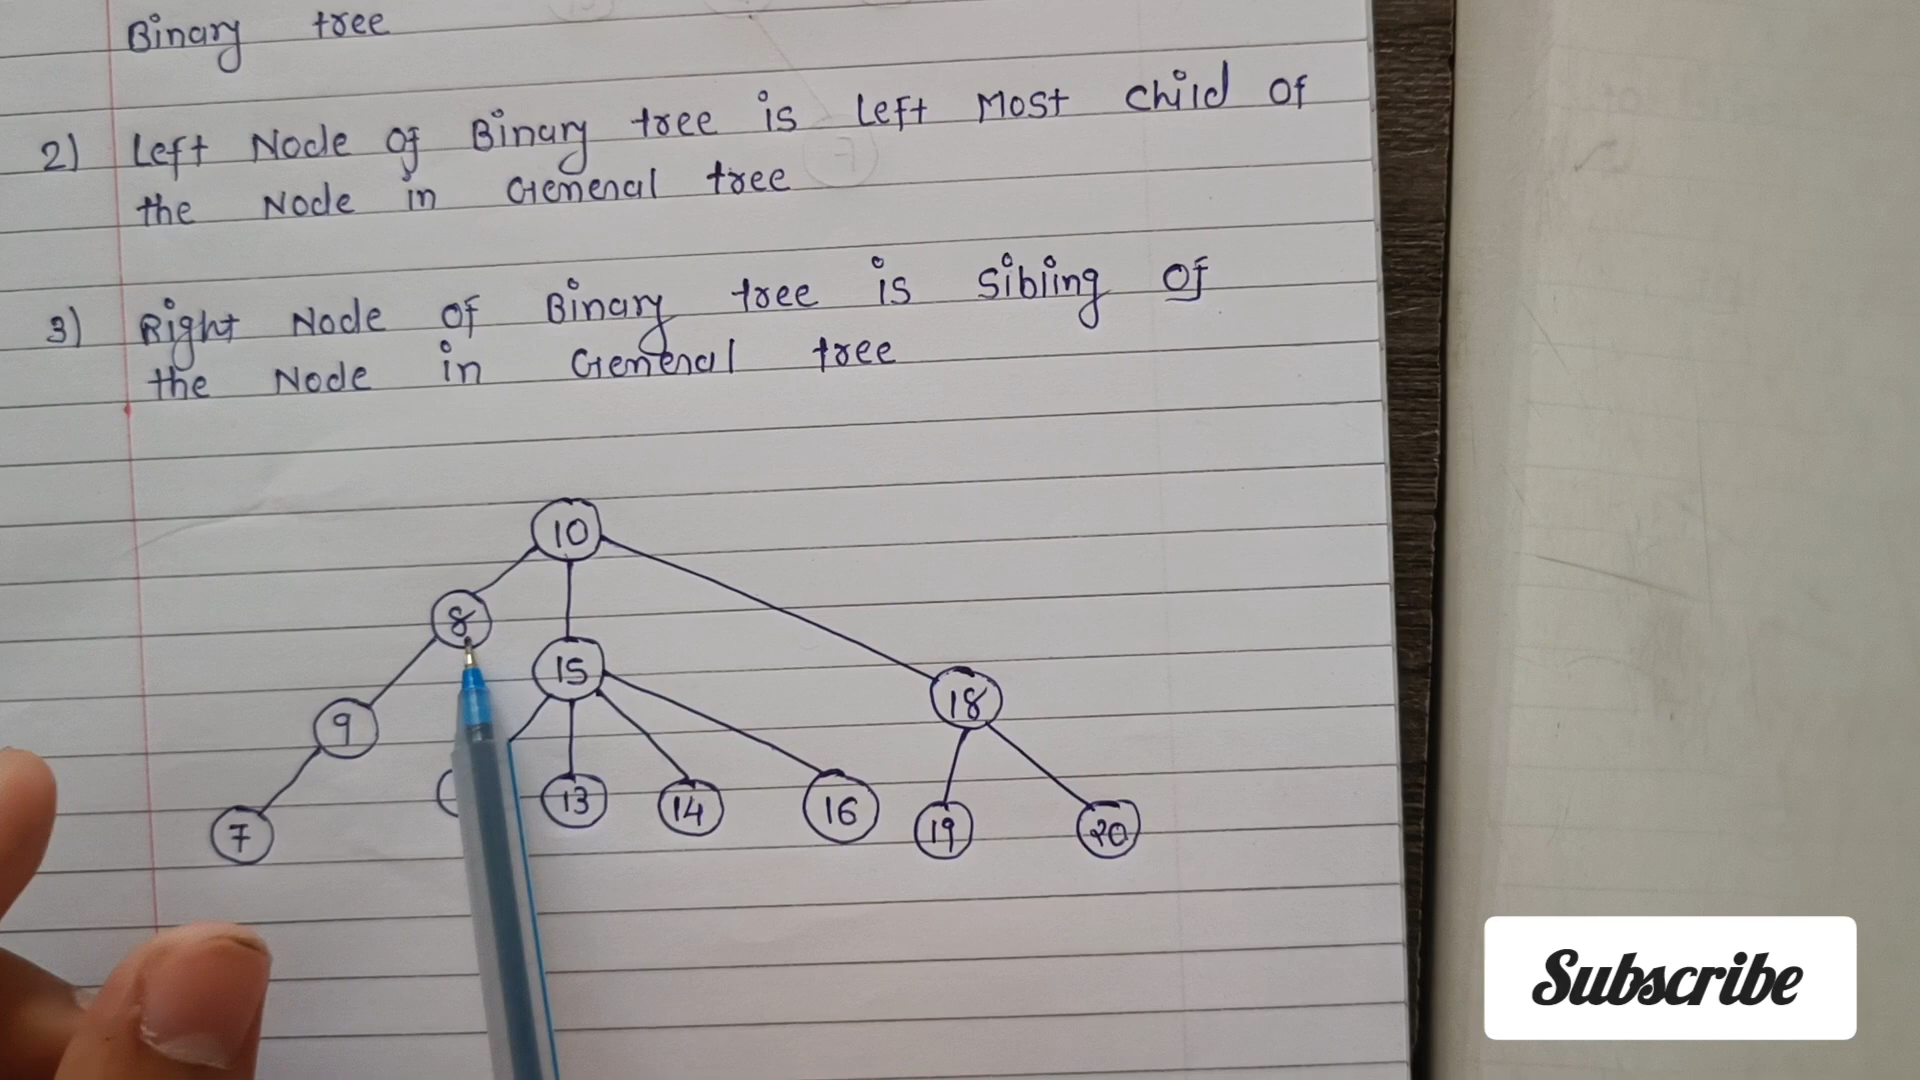 Binary tree
2) Left Node of Binary tree is Left Most child of
the Node in General tree
3) Right Node of Binary tree is sibling of
the Node in General tree
10
8
15
18
9
7
13
14
16
19
20
Subscribe